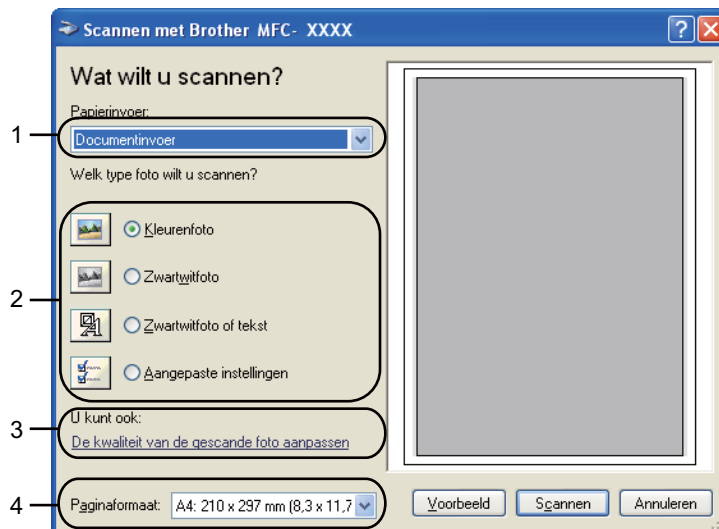 Scannen met Brother MFC- XXXX
Wat wilt u scannen?
Papierinvoer:
1
Documentinvoer
Welk type foto wilt u scannen?
2
Kleurenfoto
Zwartwitfoto
Zwartwitfoto of tekst
Aangepaste instellingen
3
U kunt ook:
De kwaliteit van de gescande foto aanpassen
4
Paginaformaat: A4: 210 x 297 mm (8,3 x 11,7
Voorbeeld Scannen Annuleren